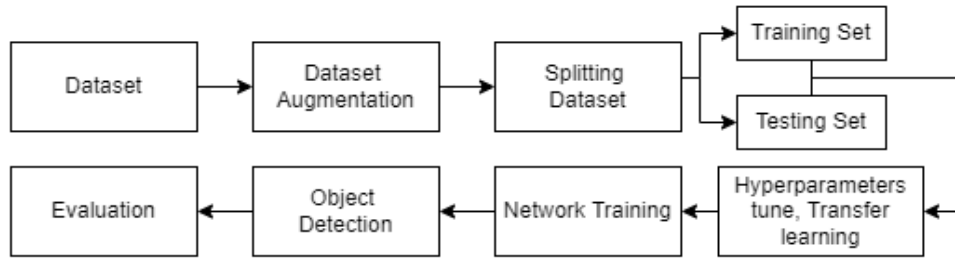 Dataset
Dataset
Augmentation
Splitting
Dataset
Training Set
Testing Set
Hyperparameters
tune, Transfer
learning
Network Training
Object
Detection
Evaluation